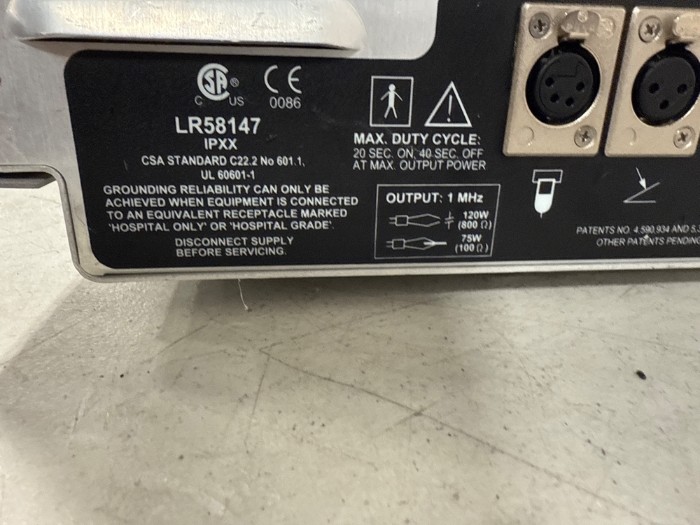 C US
0086
LR58147
IPXX
CSA STANDARD C22.2 No 601.1,
UL 60601-1
GROUNDING RELIABILITY CAN ONLY BE
ACHIEVED WHEN EQUIPMENT IS CONNECTED
TO AN EQUIVALENT RECEPTACLE MARKED
'HOSPITAL ONLY' OR 'HOSPITAL GRADE'.
DISCONNECT SUPPLY
BEFORE SERVICING.
MAX. DUTY CYCLE:
20 SEC. ON, 40 SEC. OFF
AT MAX. OUTPUT POWER
OUTPUT: 1 MHz
120W
(800 Ω)
75W
(100 Ω)
PATENTS NO. 4,590,934 AND 5,3
OTHER PATENTS PENDING